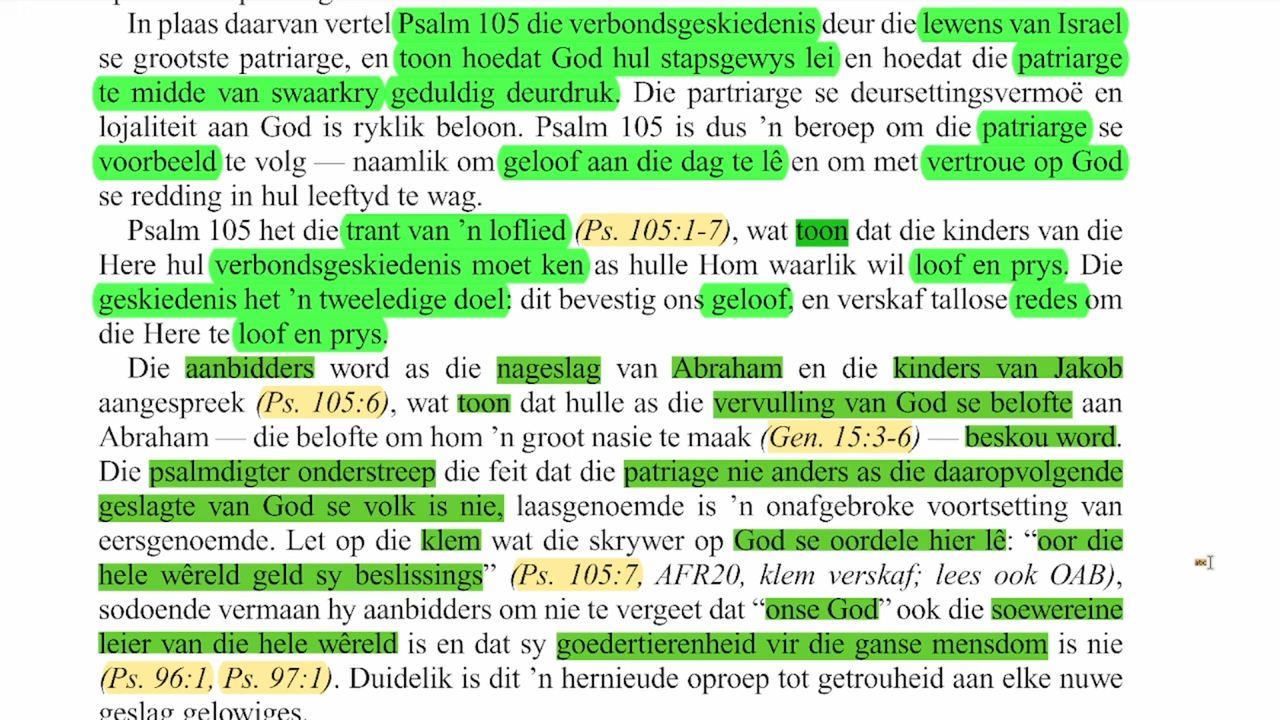 In plaas daarvan vertel Psalm 105 die verbondsgeskiedenis deur die lewens van Israel
se grootste patriarge, en toon hoedat God hul stapsgewys lei en hoedat die patriarge
te midde van swaarkry geduldig deurdruk. Die partriarge se deursettingsvermoë en
lojaliteit aan God is ryklik beloon. Psalm 105 is dus ’n beroep om die patriarge se
voorbeeld te volg — naamlik om geloof aan die dag te lê en om met vertroue op God
se redding in hul leeftyd te wag.
Psalm 105 het die trant van ’n loflied (Ps. 105:1-7), wat toon dat die kinders van die
Here hul verbondsgeskiedenis moet ken as hulle Hom waarlik wil loof en prys. Die
geskiedenis het ’n tweeledige doel: dit bevestig ons geloof, en verskaf tallose redes om
die Here te loof en prys.
Die aanbidders word as die nageslag van Abraham en die kinders van Jakob
aangespreek (Ps. 105:6), wat toon dat hulle as die vervulling van God se belofte aan
Abraham — die belofte om hom ’n groot nasie te maak (Gen. 15:3-6) — beskou word.
Die psalmdigter onderstreep die feit dat die patriage nie anders as die daaropvolgende
geslagte van God se volk is nie, laasgenoemde is ’n onafgebroke voortsetting van
eersgenoemde. Let op die klem wat die skrywer op God se oordele hier lê: “oor die
hele wêreld geld sy beslissings” (Ps. 105:7, AFR20, klem verskaf; lees ook OAB),
sodoende vermaan hy aanbidders om nie te vergeet dat “onse God” ook die soewereine
leier van die hele wêreld is en dat sy goedertierenheid vir die ganse mensdom is nie
(Ps. 96:1, Ps. 97:1). Duidelik is dit ’n hernieude oproep tot getrouheid aan elke nuwe
geslag gelowiges.